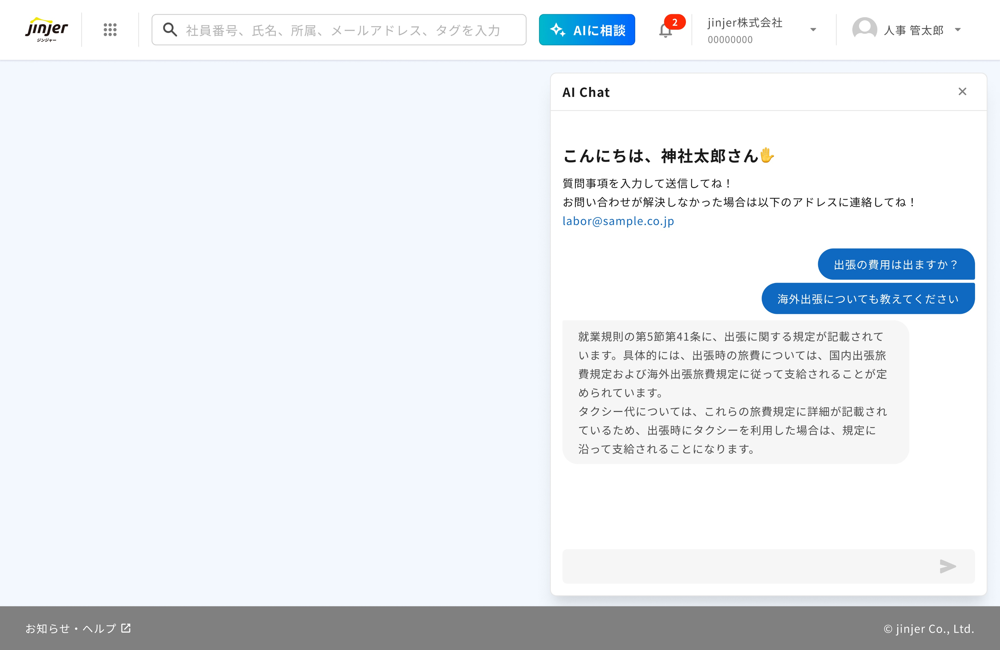 jinjer
ジンジャー
社員番号、氏名、所属、メールアドレス、タグを入力
AIに相談
2
jinjer株式会社
00000000
人事 管太郎
AI Chat
こんにちは、神社太郎さん✋
質問事項を入力して送信してね！
お問い合わせが解決しなかった場合は以下のアドレスに連絡してね！
labor@sample.co.jp
出張の費用は出ますか？
海外出張についても教えてください
就業規則の第5節第41条に、出張に関する規定が記載されて
います。具体的には、出張時の旅費については、国内出張旅
費規定および海外出張旅費規定に従って支給されることが定
められています。
タクシー代については、これらの旅費規定に詳細が記載され
ているため、出張時にタクシーを利用した場合は、規定に
沿って支給されることになります。
お知らせ・ヘルプ
© jinjer Co., Ltd.